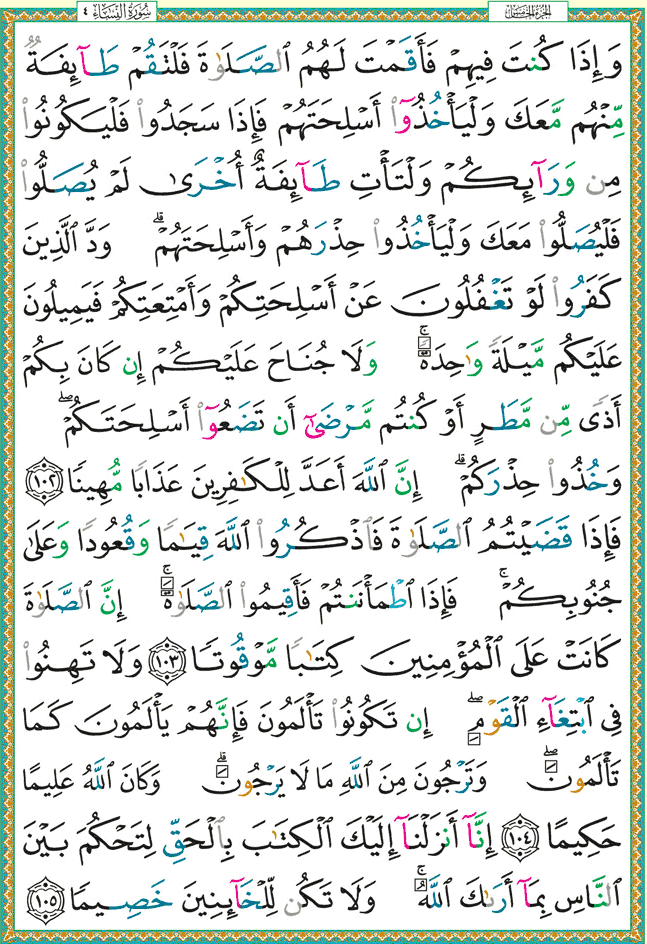 سُورَةُ النِّسَاءِ ٤
الجزء الخامس
وَإِذَا كُنتَ فِيهِمْ فَأَقَمْتَ لَهُمُ ٱلصَّلَوٰةَ فَلْتَقُمْ طَآئِفَةٌ
مِّنْهُم مَّعَكَ وَلْيَأْخُذُوٓا۟ أَسْلِحَتَهُمْ فَإِذَا سَجَدُوا۟ فَلْيَكُونُوا۟
مِن وَرَآئِكُمْ وَلْتَأْتِ طَآئِفَةٌ أُخْرَىٰ لَمْ يُصَلُّوا۟
فَلْيُصَلُّوا۟ مَعَكَ وَلْيَأْخُذُوا۟ حِذْرَهُمْ وَأَسْلِحَتَهُمْ ۗ وَدَّ ٱلَّذِينَ
كَفَرُوا۟ لَوْ تَغْفُلُونَ عَنْ أَسْلِحَتِكُمْ وَأَمْتِعَتِكُمْ فَيَمِيلُونَ
عَلَيْكُم مَّيْلَةً وَٰحِدَةً ۚ وَلَا جُنَاحَ عَلَيْكُمْ إِن كَانَ بِكُمْ
أَذًى مِّن مَّطَرٍ أَوْ كُنتُم مَّرْضَىٰٓ أَن تَضَعُوٓا۟ أَسْلِحَتَكُمْ ۖ
وَخُذُوا۟ حِذْرَكُمْ ۗ إِنَّ ٱللَّهَ أَعَدَّ لِلْكَٰفِرِينَ عَذَابًا مُّهِينًا ١٠٢
فَإِذَا قَضَيْتُمُ ٱلصَّلَوٰةَ فَٱذْكُرُوا۟ ٱللَّهَ قِيَٰمًا وَقُعُودًا وَعَلَىٰ
جُنُوبِكُمْ ۚ فَإِذَا ٱطْمَأْنَنتُمْ فَأَقِيمُوا۟ ٱلصَّلَوٰةَ ۚ إِنَّ ٱلصَّلَوٰةَ
كَانَتْ عَلَى ٱلْمُؤْمِنِينَ كِتَٰبًا مَّوْقُوتًا ١٠٣ وَلَا تَهِنُوا۟
فِى ٱبْتِغَآءِ ٱلْقَوْمِ ۖ إِن تَكُونُوا۟ تَأْلَمُونَ فَإِنَّهُمْ يَأْلَمُونَ كَمَا
تَأْلَمُونَ ۖ وَتَرْجُونَ مِنَ ٱللَّهِ مَا لَا يَرْجُونَ ۗ وَكَانَ ٱللَّهُ عَلِيمًا
حَكِيمًا ١٠٤ إِنَّآ أَنزَلْنَآ إِلَيْكَ ٱلْكِتَٰبَ بِٱلْحَقِّ لِتَحْكُمَ بَيْنَ
ٱلنَّاسِ بِمَآ أَرَىٰكَ ٱللَّهُ ۚ وَلَا تَكُن لِّلْخَآئِنِينَ خَصِيمًا ١٠٥